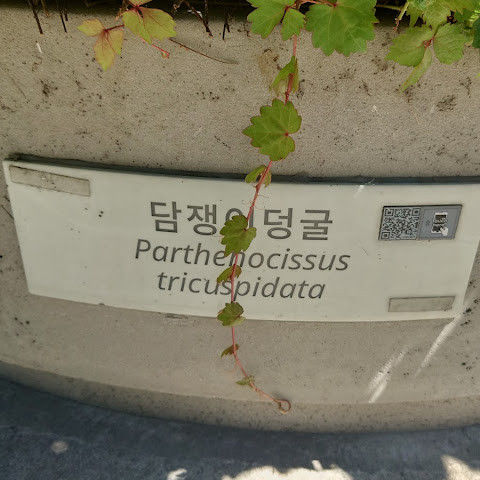 담쟁이덩굴
Parthenocissus
tricuspidata